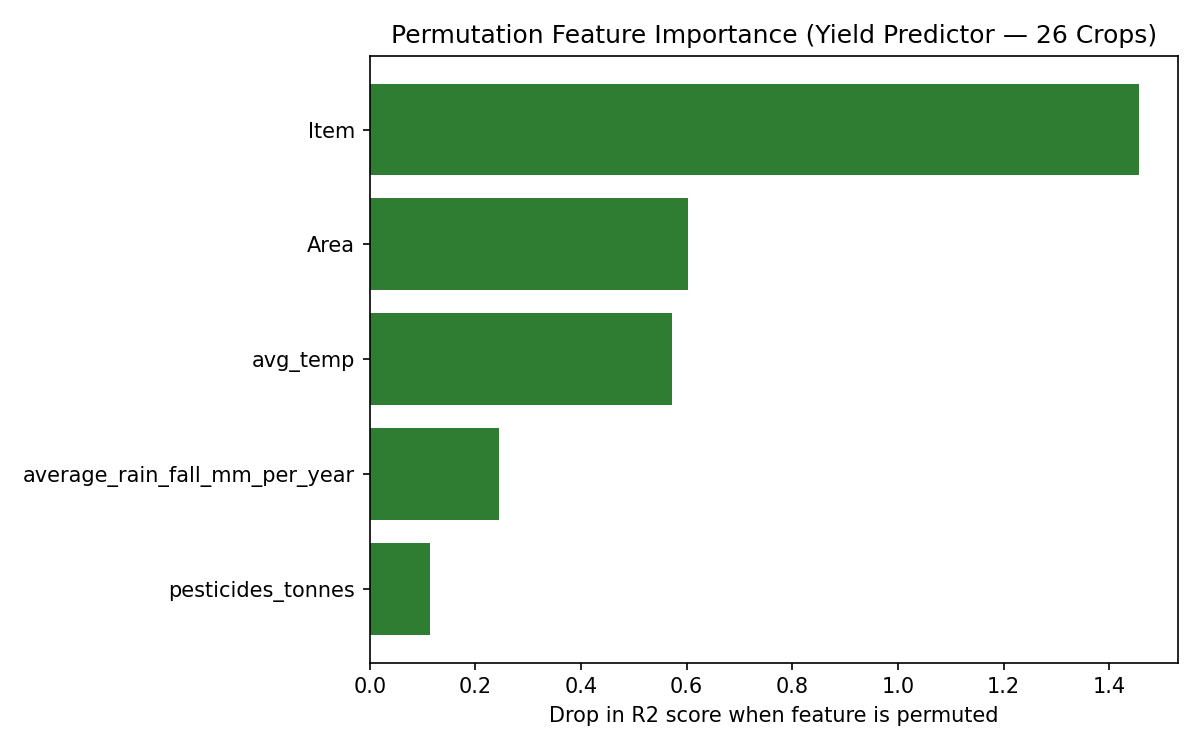 Permutation Feature Importance (Yield Predictor — 26 Crops)
Item
Area
avg_temp
average_rain_fall_mm_per_year
pesticides_tonnes
0.0 0.2 0.4 0.6 0.8 1.0 1.2 1.4
Drop in R2 score when feature is permuted